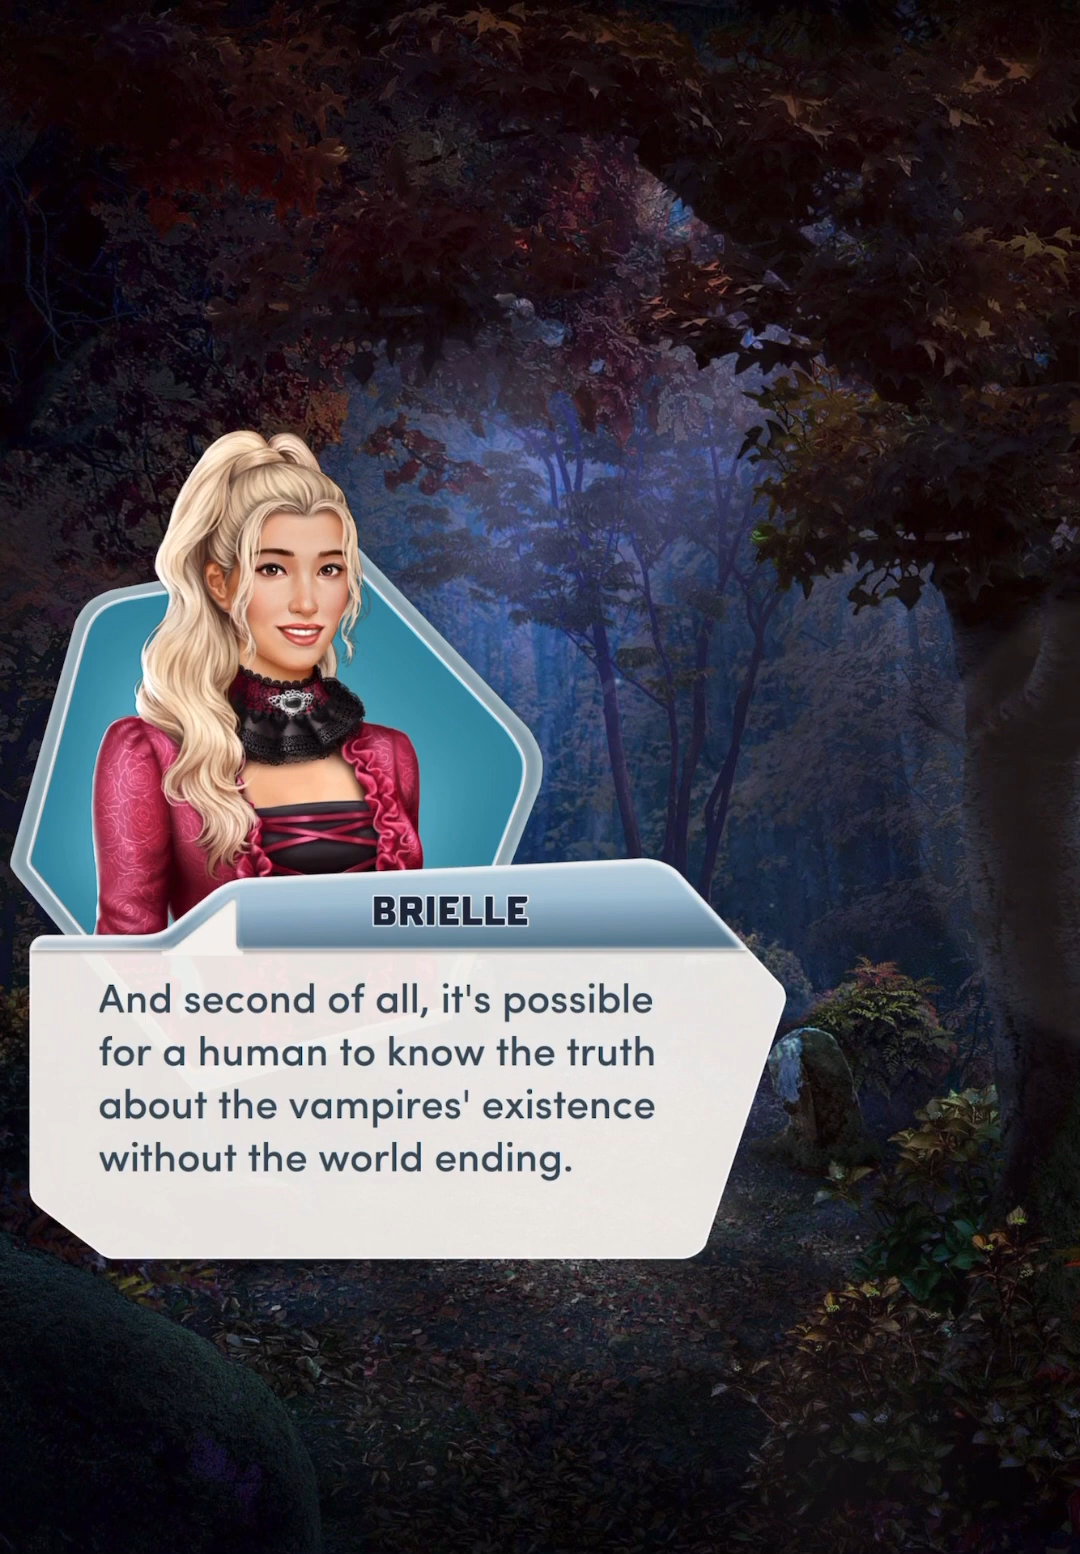 BRIELLE
And second of all, it's possible
for a human to know the truth
about the vampires' existence
without the world ending.